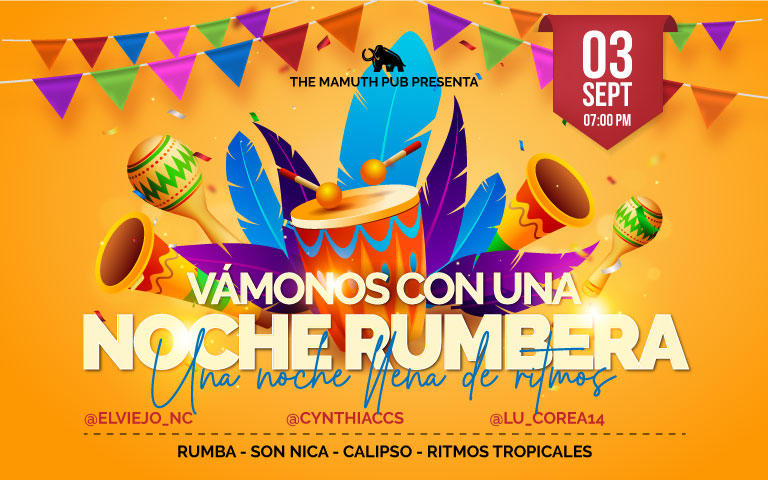 THE MAMUTH PUB PRESENTA
03
SEPT
07:00 PM
VÁMONOS CON UNA
NOCHE RUMBERA
Una noche llena de ritmos
@ELVIEJO_NC @CYNTHIACCS @LU_COREA14
RUMBA - SON NICA - CALIPSO - RITMOS TROPICALES